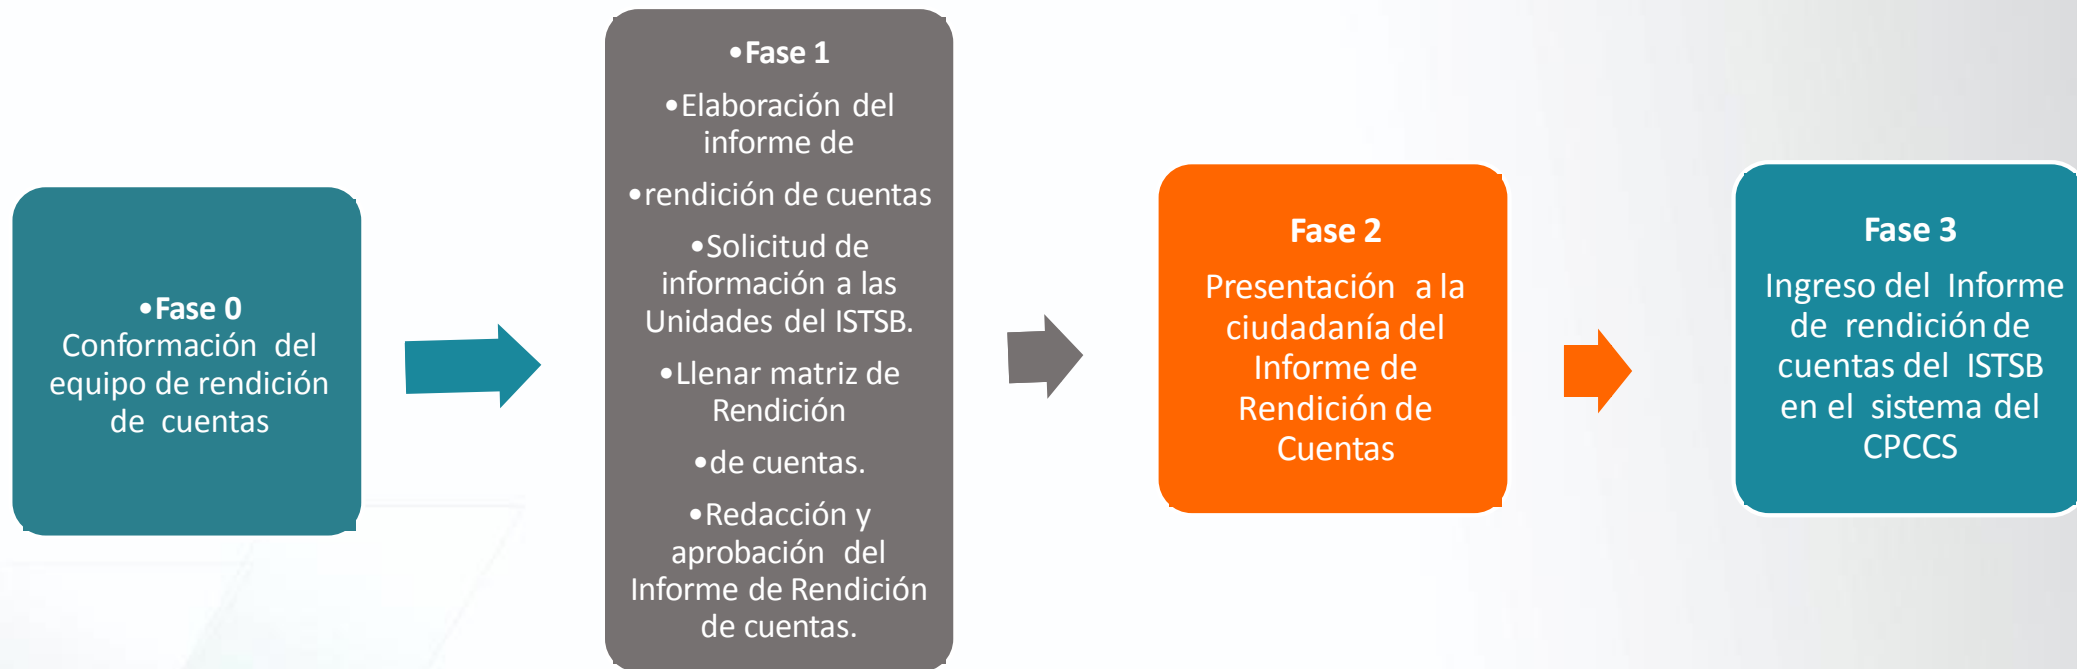 •Fase 0
Conformación del
equipo de rendición
de cuentas
•Fase 1
•Elaboración del
informe de
•rendición de cuentas
•Solicitud de
información a las
Unidades del ISTSB.
•Llenar matriz de
Rendición
•de cuentas.
•Redacción y
aprobación del
Informe de Rendición
de cuentas.
Fase 2
Presentación a la
ciudadanía del
Informe de
Rendición de
Cuentas
Fase 3
Ingreso del Informe
de rendición de
cuentas del ISTSB
en el sistema del
CPCCS